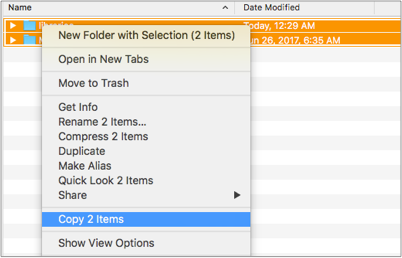 Name Date Modified
libraries Today, 12:29 AM
Jun 26, 2017, 6:35 AM
New Folder with Selection (2 Items)
Open in New Tabs
Move to Trash
Get Info
Rename 2 Items...
Compress 2 Items
Duplicate
Make Alias
Quick Look 2 Items
Share
Copy 2 Items
Show View Options